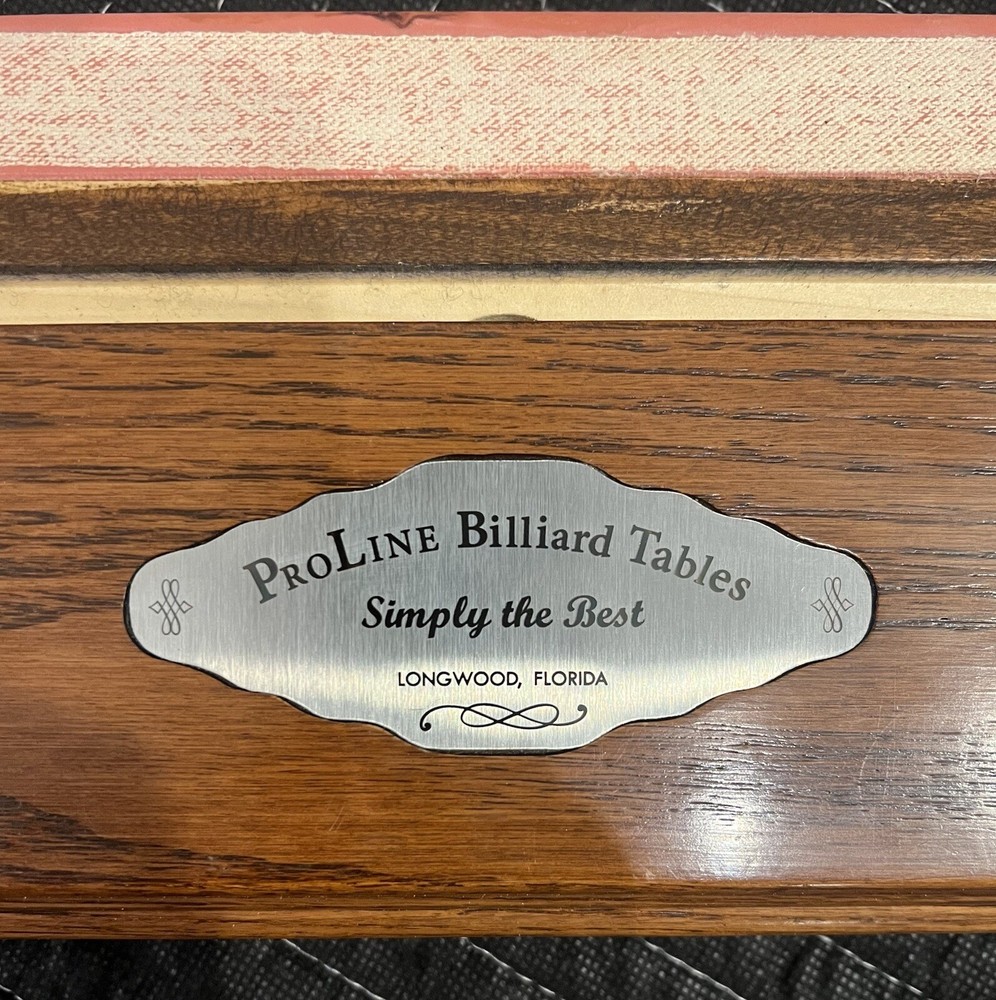 ProLine Billiard Tables
Simply the Best
LONGWOOD, FLORIDA